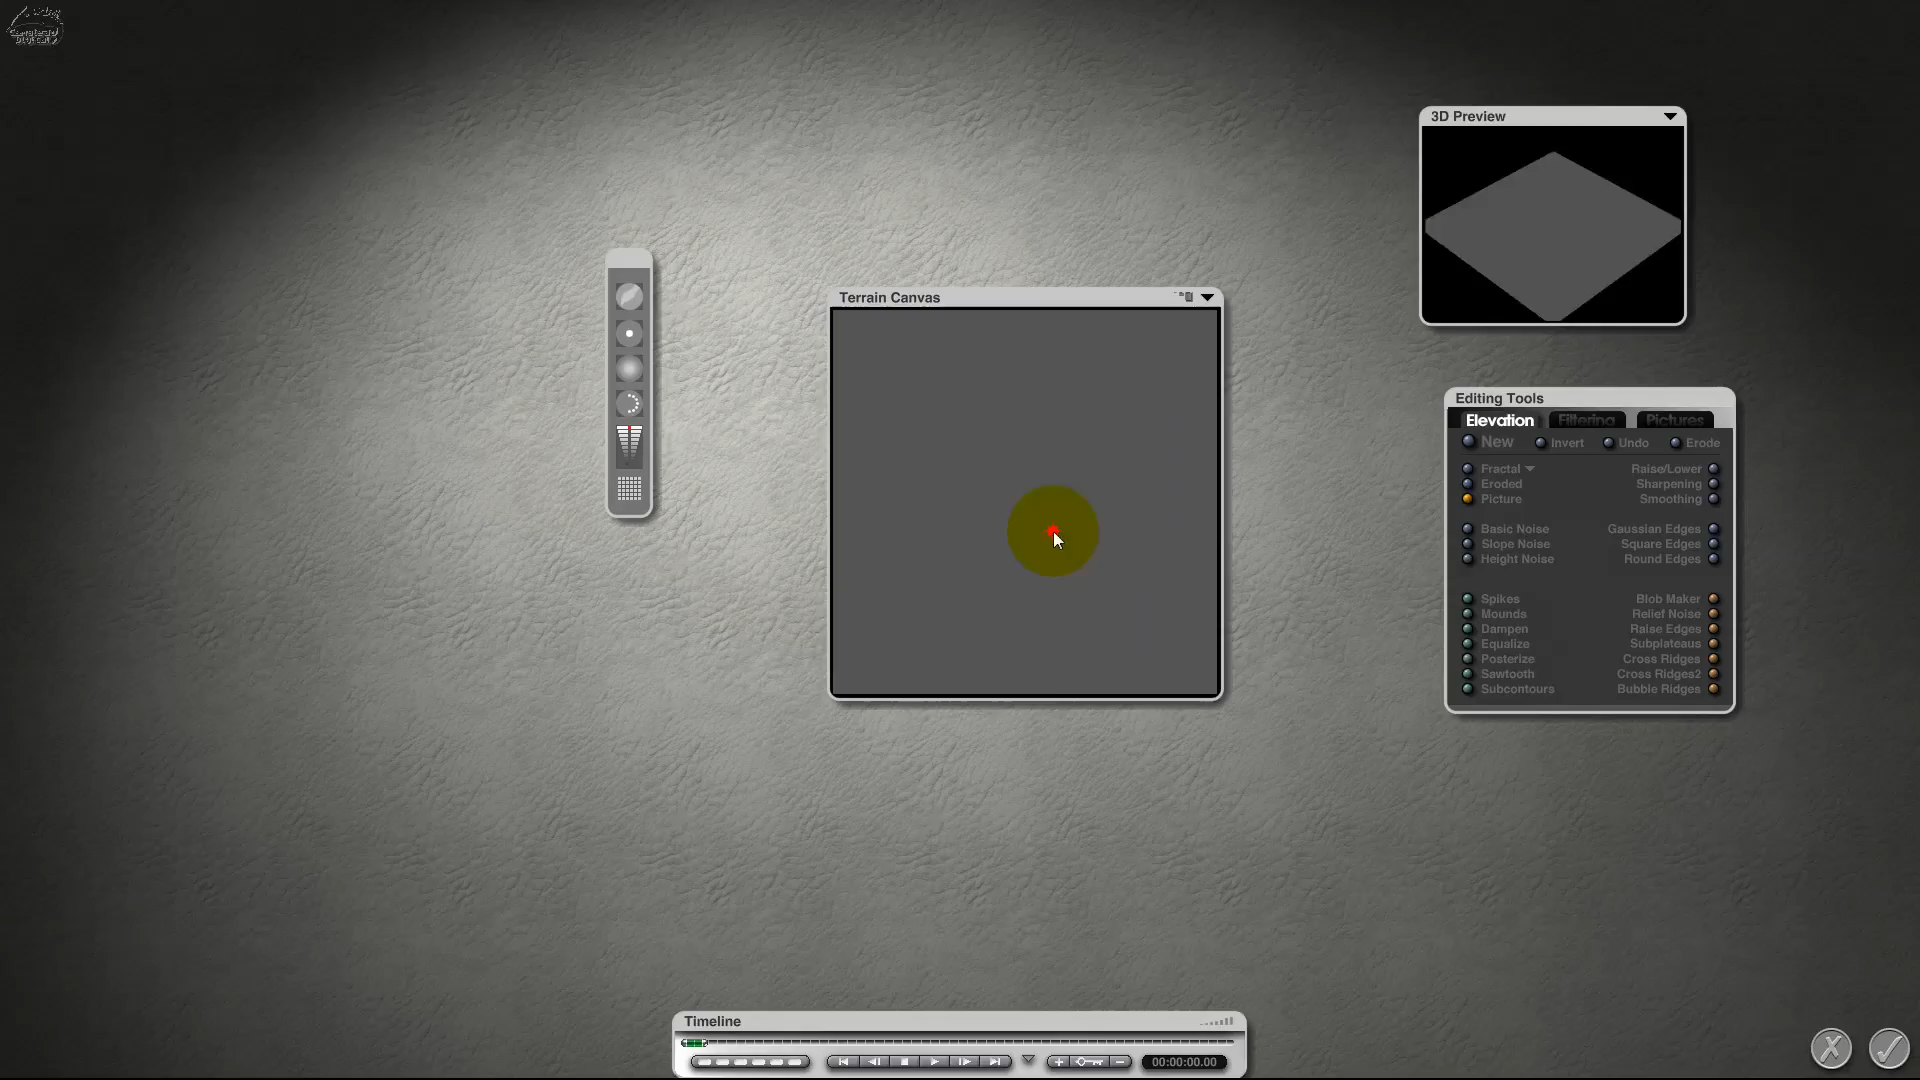 3D Preview
Terrain Canvas
Editing Tools
Elevation Filtering Pictures
New Invert Undo Erode
Fractal Raise/Lower
Eroded Sharpening
Picture Smoothing
Basic Noise Gaussian Edges
Slope Noise Square Edges
Height Noise Round Edges
Spikes Blob Maker
Mounds Relief Noise
Dampen Raise Edges
Equalize Subplateaus
Posterize Cross Ridges
Sawtooth Cross Ridges2
Subcontours Bubble Ridges
Timeline
00:00:00.00